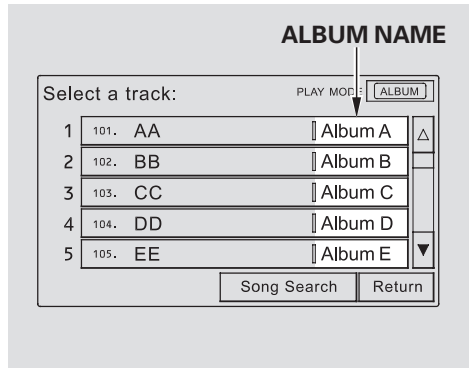 ALBUM NAME
Select a track: PLAY MODE ALBUM
1 101. AA Album A
2 102. BB Album B
3 103. CC Album C
4 104. DD Album D
5 105. EE Album E
Song Search Return